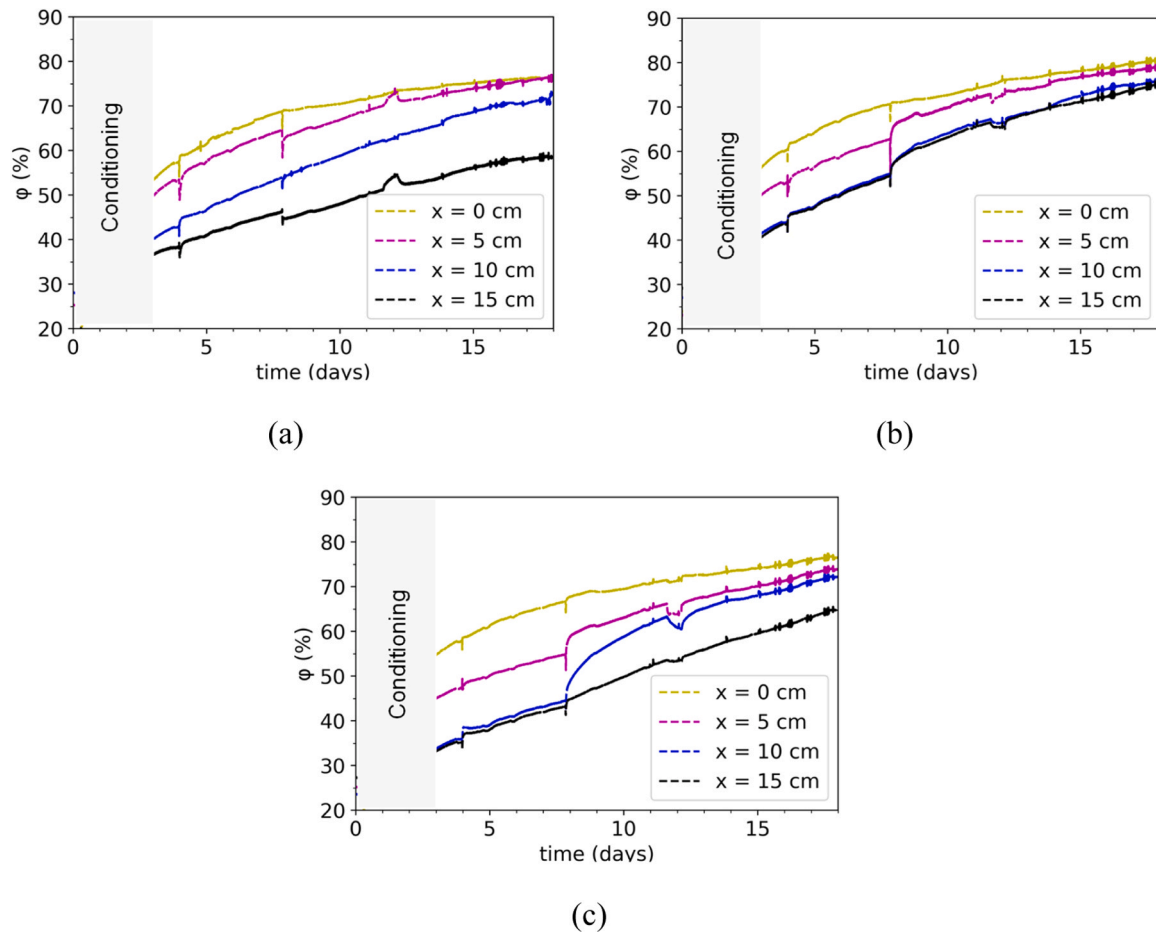 90
80
70
60
50
40
30
20
φ (%)
Conditioning
x = 0 cm
x = 5 cm
x = 10 cm
x = 15 cm
0 5 10 15
time (days)
(a)
90
80
70
60
50
40
30
20
φ (%)
Conditioning
x = 0 cm
x = 5 cm
x = 10 cm
x = 15 cm
0 5 10 15
time (days)
(b)
90
80
70
60
50
40
30
20
φ (%)
Conditioning
x = 0 cm
x = 5 cm
x = 10 cm
x = 15 cm
0 5 10 15
time (days)
(c)